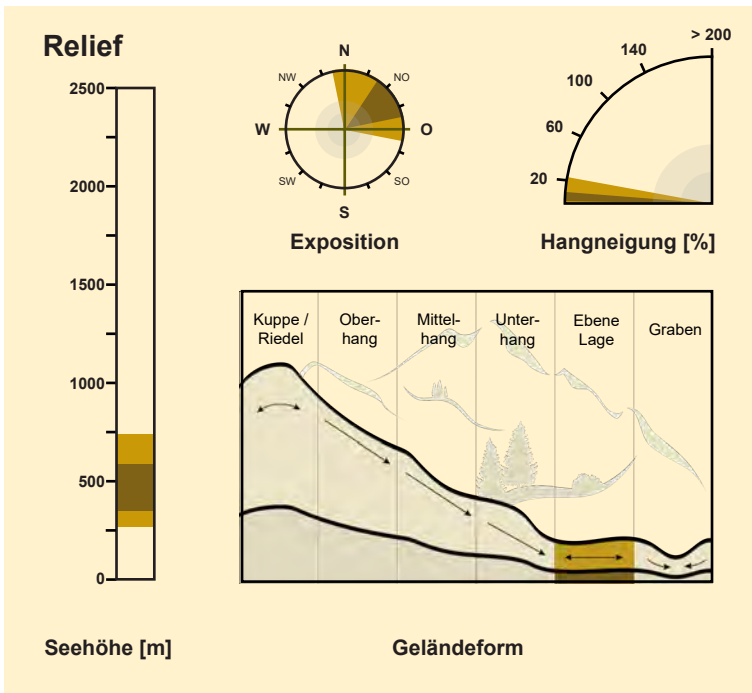 Relief
2500
2000
1500
1000
500
0
Seehöhe [m]
N
NO
O
SO
S
SW
W
NW
Exposition
20
60
100
140
> 200
Hangneigung [%]
Kuppe /
Riedel
Ober-
hang
Mittel-
hang
Unter-
hang
Ebene
Lage
Graben
Geländeform